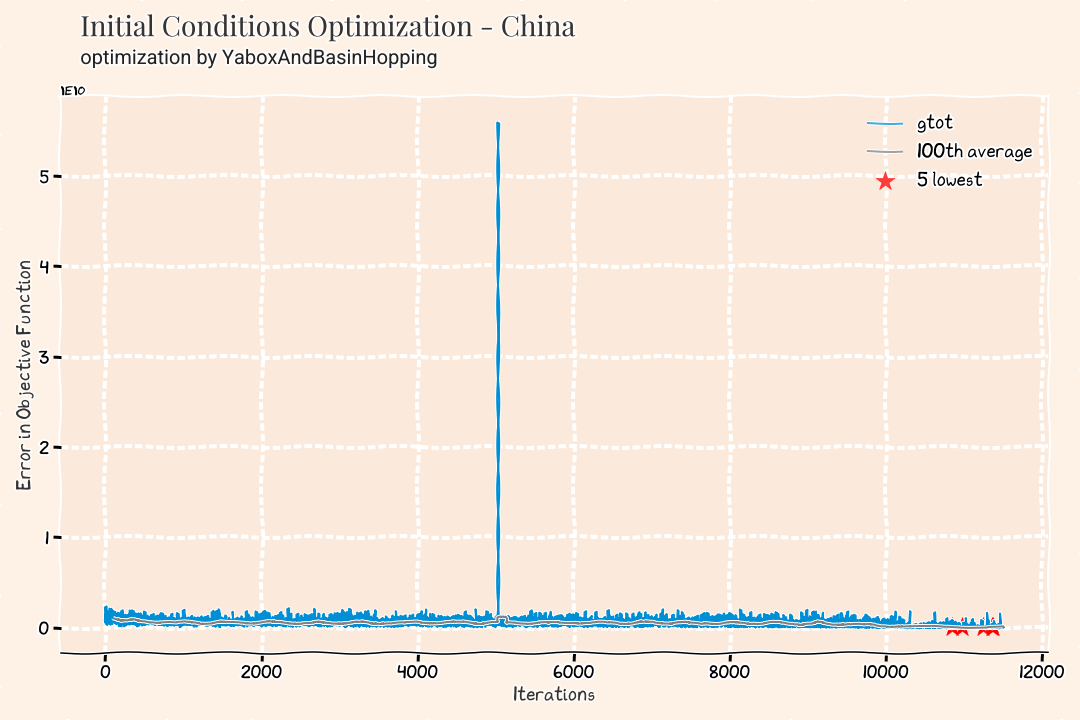 Initial Conditions Optimization - China
optimization by YaboxAndBasinHopping
1E10
gtot
100th average
5 lowest
5
4
3
2
1
0
Error in Objective Function
0 2000 4000 6000 8000 10000 12000
Iterations